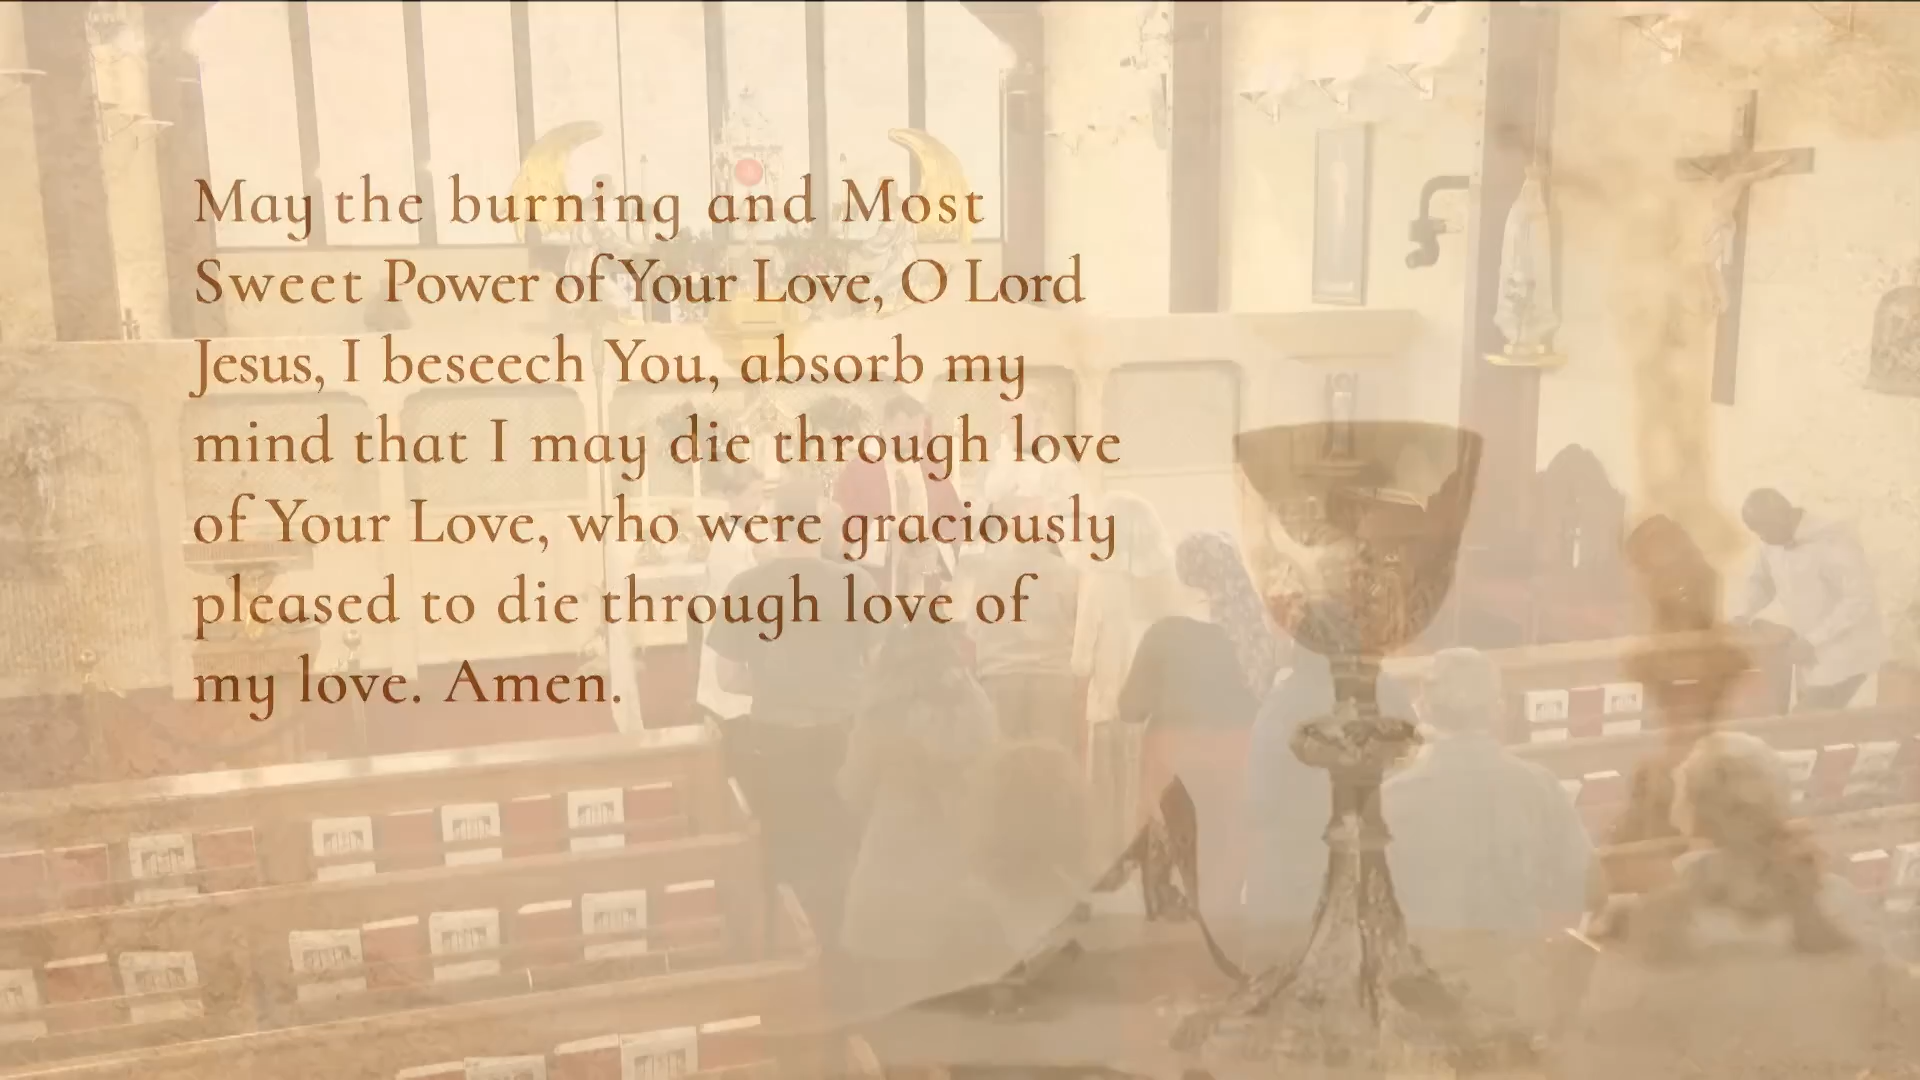 May the burning and Most
Sweet Power of Your Love, O Lord
Jesus, I beseech You, absorb my
mind that I may die through love
of Your Love, who were graciously
pleased to die through love of
my love. Amen.